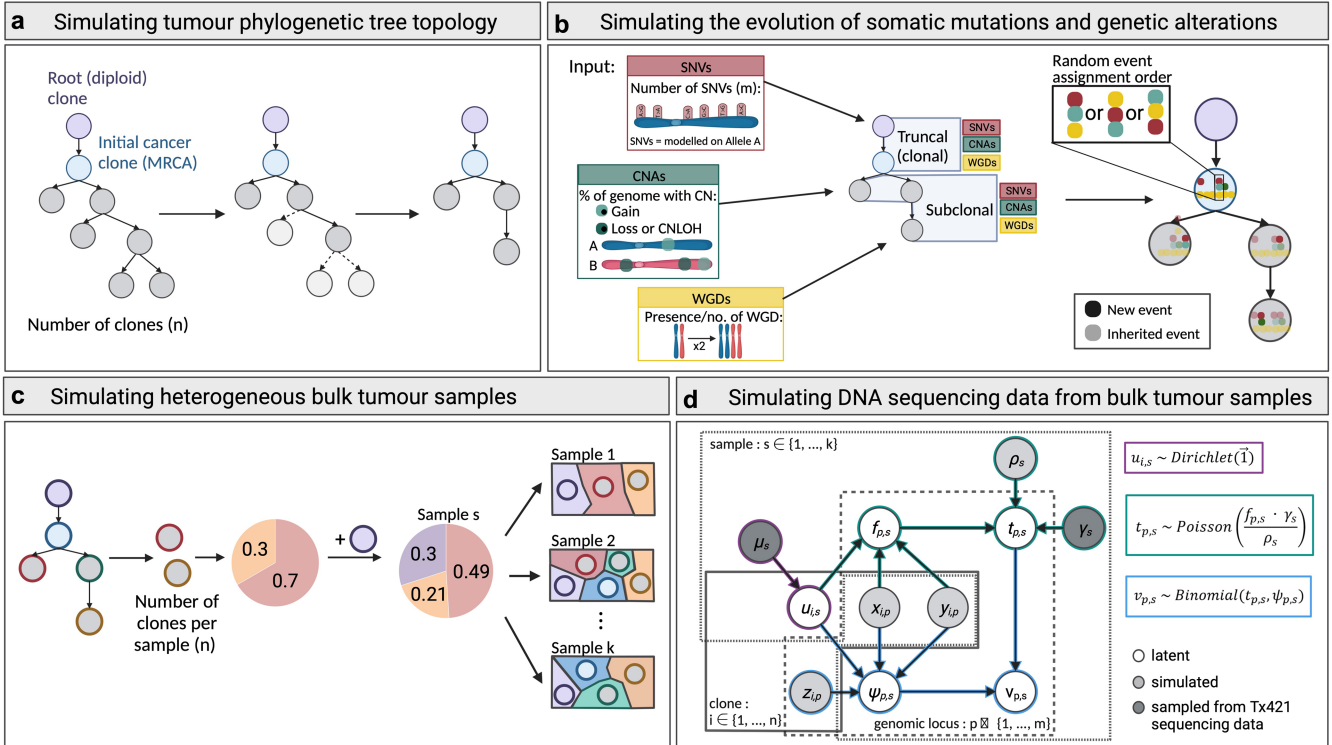 a Simulating tumour phylogenetic tree topology
Root (diploid)
clone
Initial cancer
clone (MRCA)
Number of clones (n)
b Simulating the evolution of somatic mutations and genetic alterations
Input:
SNVs
Number of SNVs (m):
SNVs = modelled on Allele A
CNAs
% of genome with CN:
Gain
Loss or CNLOH
A
B
WGDs
Presence/no. of WGD:
x2
Truncal
(clonal)
SNVs
CNAs
WGDs
Subclonal
SNVs
CNAs
WGDs
Random event
assignment order
or or
New event
Inherited event
c Simulating heterogeneous bulk tumour samples
Number of
clones per
sample (n)
0.3
0.7
+
Sample s
0.3
0.49
0.21
Sample 1
Sample 2
⋮
Sample k
d Simulating DNA sequencing data from bulk tumour samples
sample : s ∈ {1, ..., k}
ρs
fp,s
tp,s
γs
μs
ui,s
xi,p
yi,p
zi,p
ψp,s
vp,s
clone :
i ∈ {1, ..., n}
genomic locus : p {1, ..., m}
ui,s ~ Dirichlet(1⃗)
tp,s ~ Poisson(fp,s · γs / ρs)
vp,s ~ Binomial(tp,s, ψp,s)
latent
simulated
sampled from Tx421
sequencing data